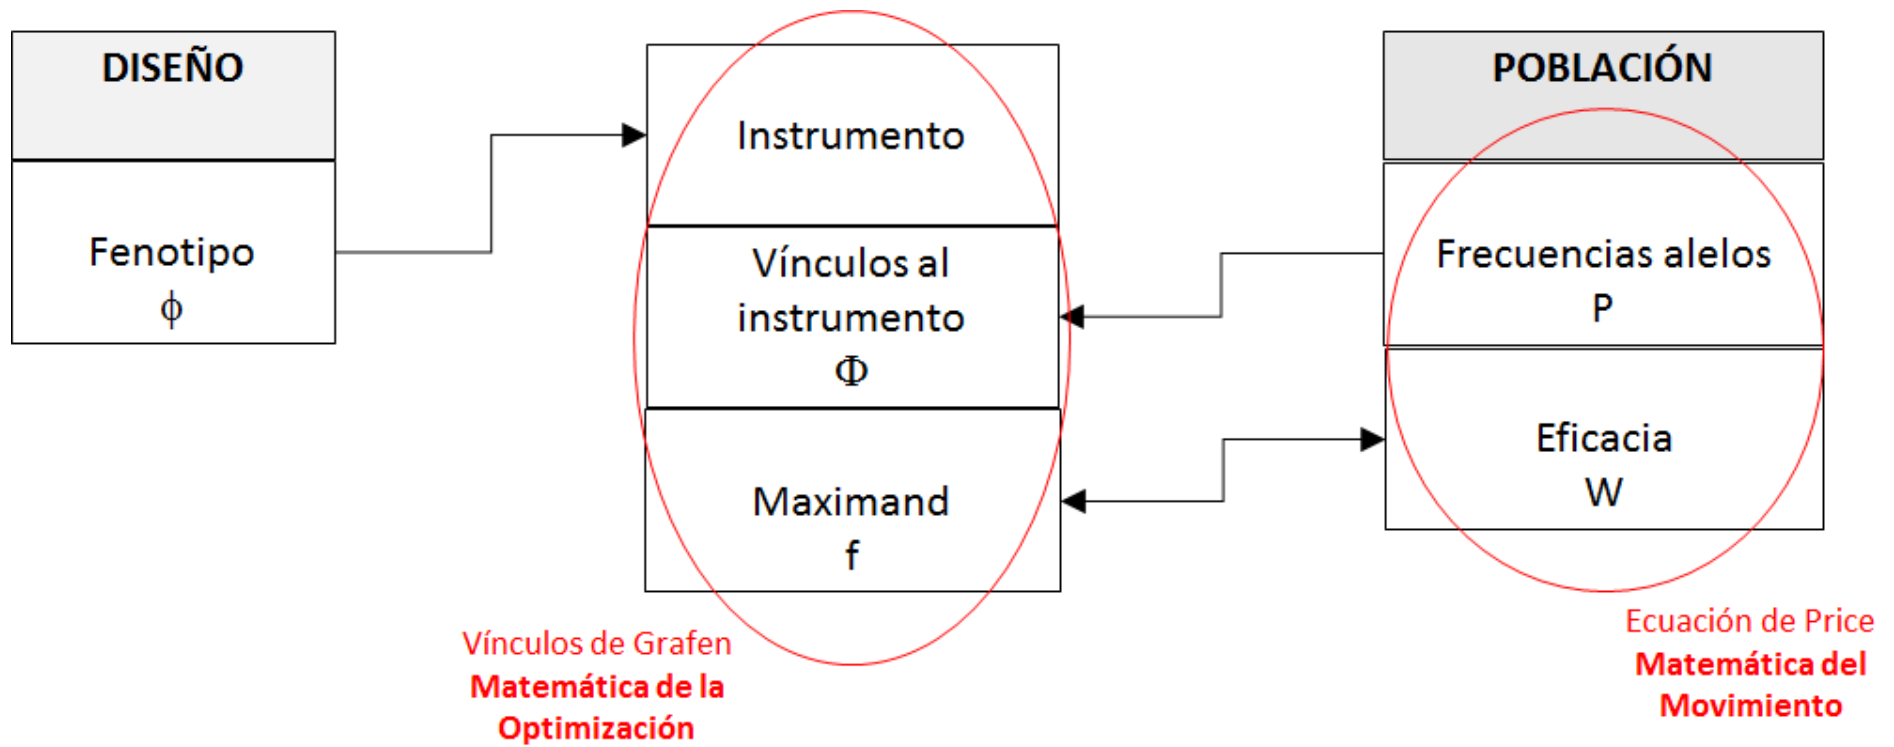 DISEÑO
Fenotipo
ϕ
Instrumento
Vínculos al
instrumento
Φ
Maximand
f
POBLACIÓN
Frecuencias alelos
P
Eficacia
W
Vínculos de Grafen
Matemática de la
Optimización
Ecuación de Price
Matemática del
Movimiento